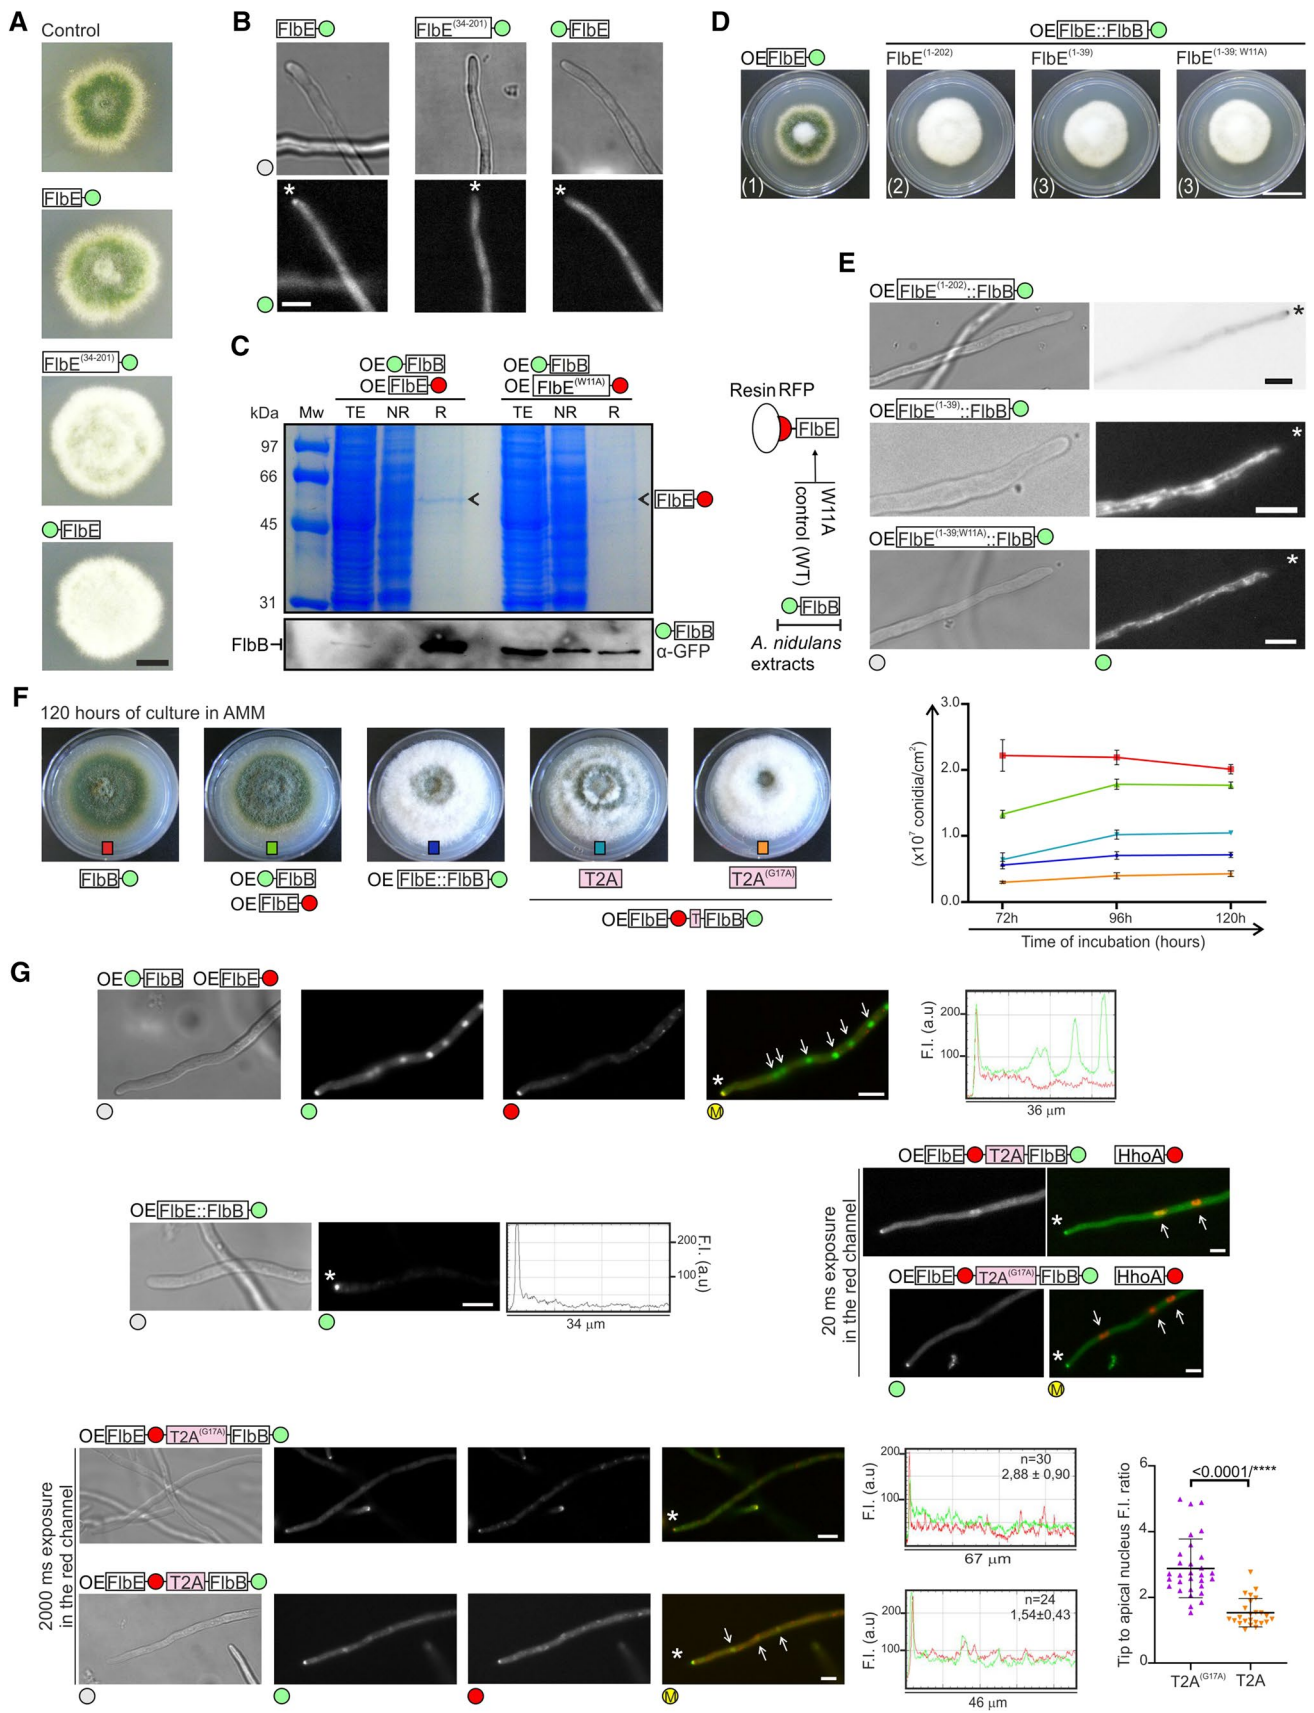 A
Control
FlbE
FlbE(34-201)
FlbE
B
FlbE
FlbE(34-201)
FlbE
*
*
*
C
OE FlbB
OE FlbE
OE FlbB
OE FlbE(W11A)
kDa Mw TE NR R TE NR R
97
66
45
31
FlbE
FlbB
FlbB
α-GFP
Resin RFP
FlbE
W11A
control (WT)
FlbB
A. nidulans
extracts
D
OE FlbE::FlbB
OE FlbE
FlbE(1-202)
FlbE(1-39)
FlbE(1-39; W11A)
(1)
(2)
(3)
(3)
E
OE FlbE(1-202)::FlbB
*
OE FlbE(1-39)::FlbB
*
OE FlbE(1-39;W11A)::FlbB
*
F
120 hours of culture in AMM
FlbB
OE FlbB
OE FlbE
OE FlbE::FlbB
T2A
T2A(G17A)
OE FlbE T FlbB
(x10⁷ conidia/cm²)
3.0
2.0
1.0
0.0
72h 96h 120h
Time of incubation (hours)
G
OE FlbB OE FlbE
*
M
F.I. (a.u)
200
100
36 µm
OE FlbE::FlbB
*
200
100
F.I. (a.u)
34 µm
20 ms exposure
in the red channel
OE FlbE T2A FlbB HhoA
*
OE FlbE T2A(G17A) FlbB HhoA
*
M
2000 ms exposure
in the red channel
OE FlbE T2A(G17A) FlbB
*
F.I. (a.u)
200
100
n=30
2,88 ± 0,90
67 µm
OE FlbE T2A FlbB
*
M
F.I. (a.u)
200
100
n=24
1,54±0,43
46 µm
Tip to apical nucleus F.I. ratio
6
4
2
0
<0.0001/****
T2A(G17A) T2A